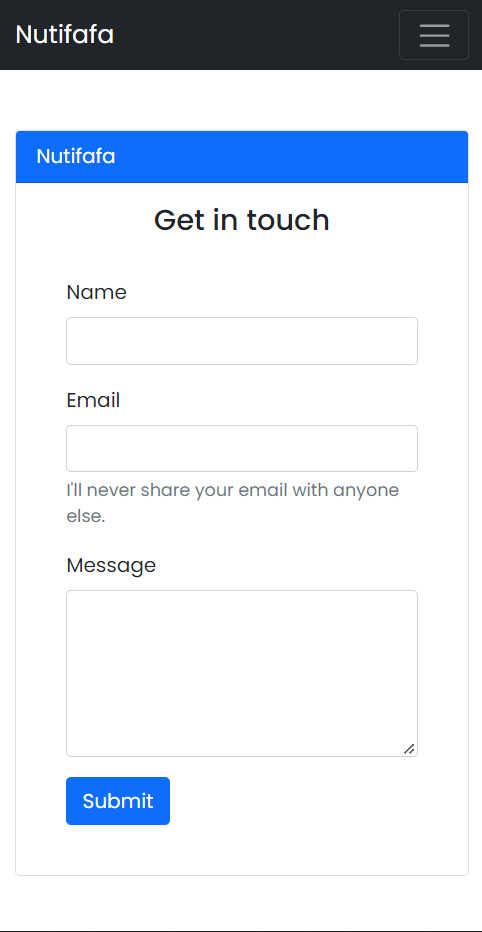 Nutifafa
Nutifafa
Get in touch
Name
Email
I'll never share your email with anyone
else.
Message
Submit